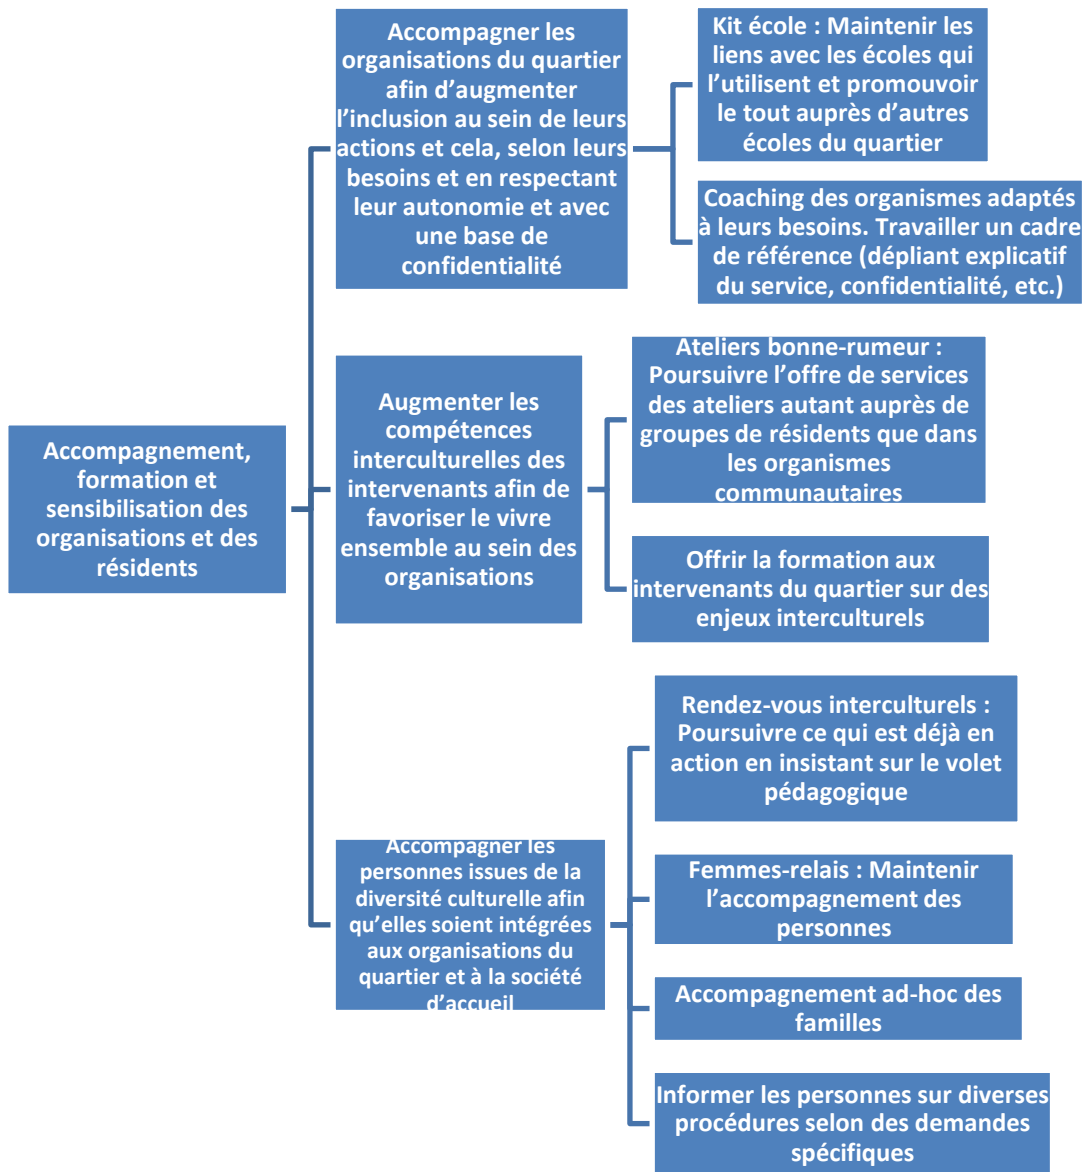 Accompagnement,
formation et
sensibilisation des
organisations et des
résidents
Accompagner les
organisations du quartier
afin d’augmenter
l’inclusion au sein de leurs
actions et cela, selon leurs
besoins et en respectant
leur autonomie et avec
une base de
confidentialité
Kit école : Maintenir les
liens avec les écoles qui
l’utilisent et promouvoir
le tout auprès d’autres
écoles du quartier
Coaching des organismes adaptés
à leurs besoins. Travailler un cadre
de référence (dépliant explicatif
du service, confidentialité, etc.)
Augmenter les
compétences
interculturelles des
intervenants afin de
favoriser le vivre
ensemble au sein des
organisations
Ateliers bonne-rumeur :
Poursuivre l’offre de services
des ateliers autant auprès de
groupes de résidents que dans
les organismes
communautaires
Offrir la formation aux
intervenants du quartier sur des
enjeux interculturels
Accompagner les
personnes issues de la
diversité culturelle afin
qu’elles soient intégrées
aux organisations du
quartier et à la société
d’accueil
Rendez-vous interculturels :
Poursuivre ce qui est déjà en
action en insistant sur le volet
pédagogique
Femmes-relais : Maintenir
l’accompagnement des
personnes
Accompagnement ad-hoc des
familles
Informer les personnes sur diverses
procédures selon des demandes
spécifiques